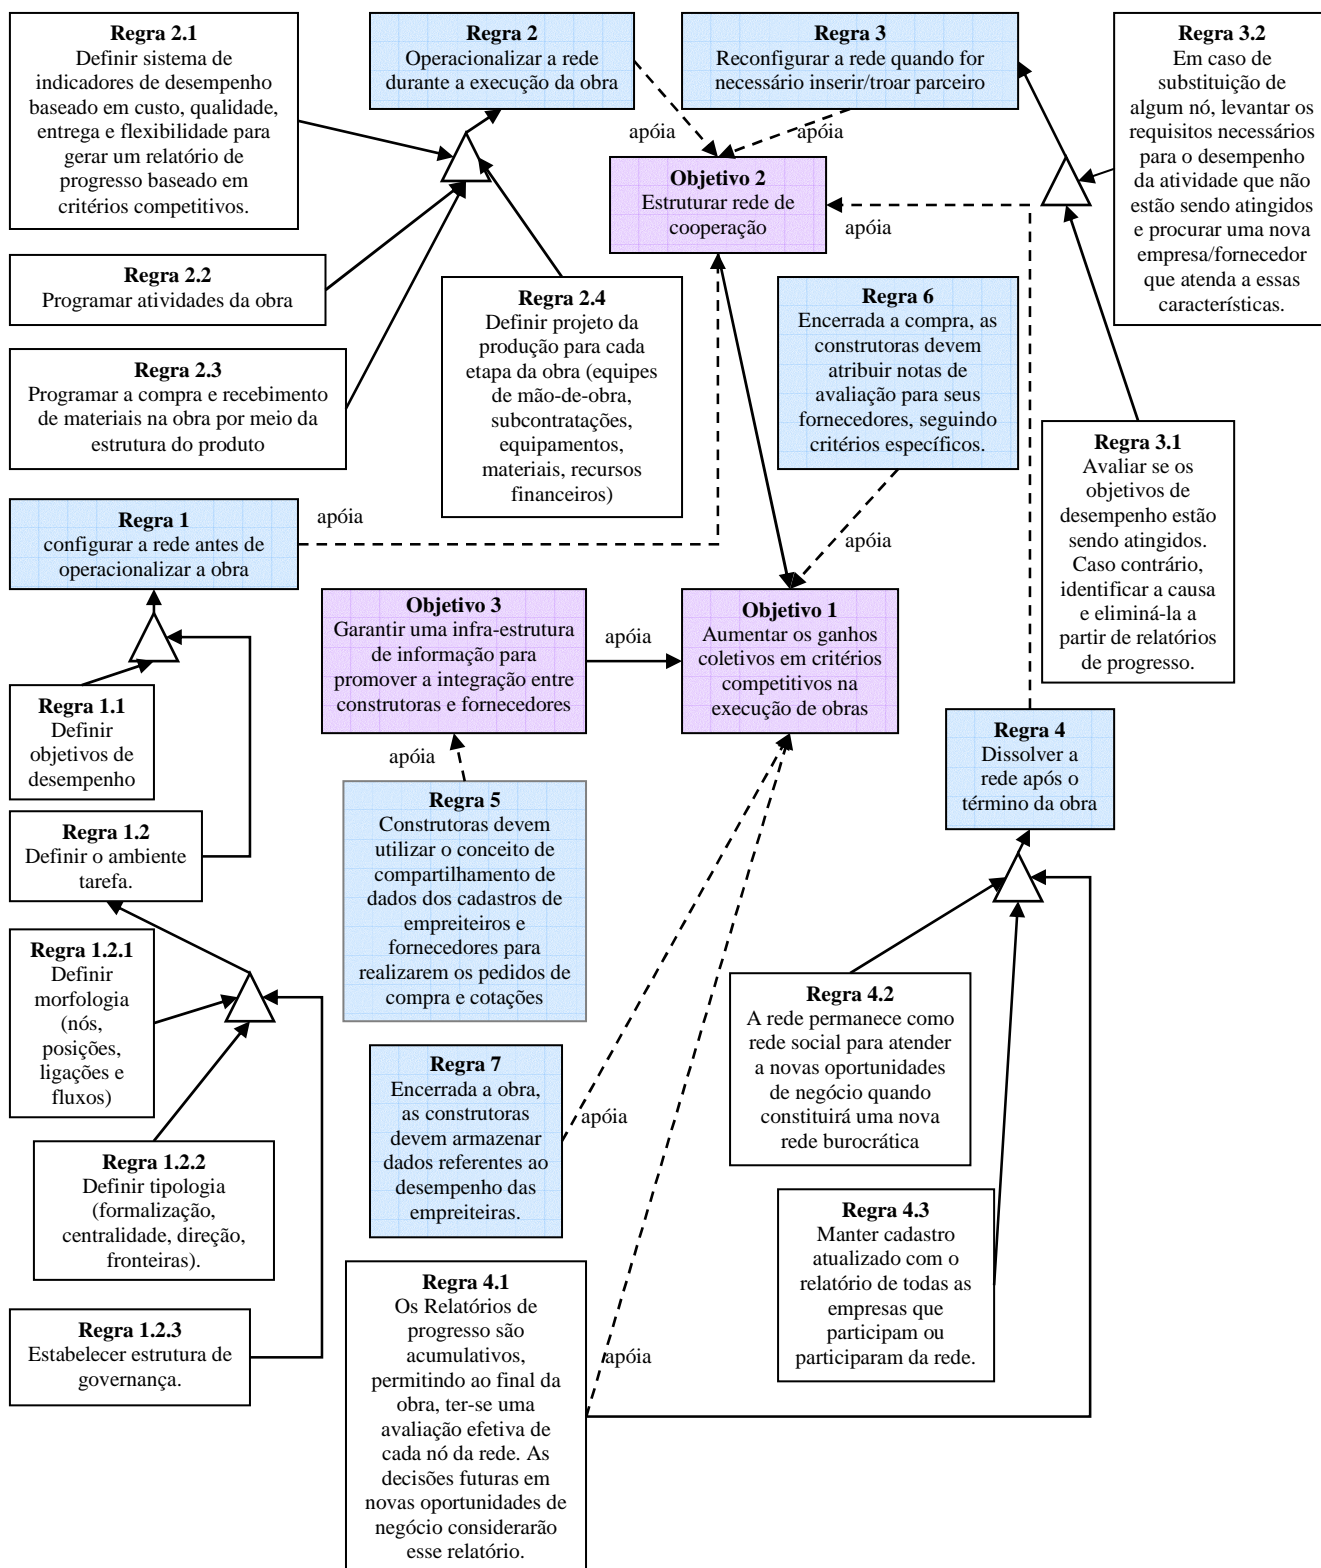 Regra 2.1
Definir sistema de
indicadores de desempenho
baseado em custo, qualidade,
entrega e flexibilidade para
gerar um relatório de
progresso baseado em
critérios competitivos.
Regra 2
Operacionalizar a rede
durante a execução da obra
Regra 3
Reconfigurar a rede quando for
necessário inserir/troar parceiro
Regra 3.2
Em caso de
substituição de
algum nó, levantar os
requisitos necessários
para o desempenho
da atividade que não
estão sendo atingidos
e procurar uma nova
empresa/fornecedor
que atenda a essas
características.
apóia
apóia
Objetivo 2
Estruturar rede de
cooperação
apóia
Regra 2.2
Programar atividades da obra
Regra 2.3
Programar a compra e recebimento
de materiais na obra por meio da
estrutura do produto
Regra 2.4
Definir projeto da
produção para cada
etapa da obra (equipes
de mão-de-obra,
subcontratações,
equipamentos,
materiais, recursos
financeiros)
Regra 6
Encerrada a compra, as
construtoras devem
atribuir notas de
avaliação para seus
fornecedores, seguindo
critérios específicos.
Regra 3.1
Avaliar se os
objetivos de
desempenho estão
sendo atingidos.
Caso contrário,
identificar a causa
e eliminá-la a
partir de relatórios
de progresso.
Regra 1
configurar a rede antes de
operacionalizar a obra
apóia
apóia
Objetivo 3
Garantir uma infra-estrutura
de informação para
promover a integração entre
construtoras e fornecedores
apóia
Objetivo 1
Aumentar os ganhos
coletivos em critérios
competitivos na
execução de obras
Regra 1.1
Definir
objetivos de
desempenho
Regra 4
Dissolver a
rede após o
término da obra
apóia
Regra 5
Construtoras devem
utilizar o conceito de
compartilhamento de
dados dos cadastros de
empreiteiros e
fornecedores para
realizarem os pedidos de
compra e cotações
Regra 1.2
Definir o ambiente
tarefa.
Regra 1.2.1
Definir
morfologia
(nós,
posições,
ligações e
fluxos)
Regra 4.2
A rede permanece como
rede social para atender
a novas oportunidades
de negócio quando
constituirá uma nova
rede burocrática
Regra 7
Encerrada a obra,
as construtoras
devem armazenar
dados referentes ao
desempenho das
empreiteiras.
apóia
Regra 1.2.2
Definir tipologia
(formalização,
centralidade, direção,
fronteiras).
Regra 4.3
Manter cadastro
atualizado com o
relatório de todas as
empresas que
participam ou
participaram da rede.
Regra 4.1
Os Relatórios de
progresso são
acumulativos,
permitindo ao final da
obra, ter-se uma
avaliação efetiva de
cada nó da rede. As
decisões futuras em
novas oportunidades de
negócio considerarão
esse relatório.
apóia
Regra 1.2.3
Estabelecer estrutura de
governança.